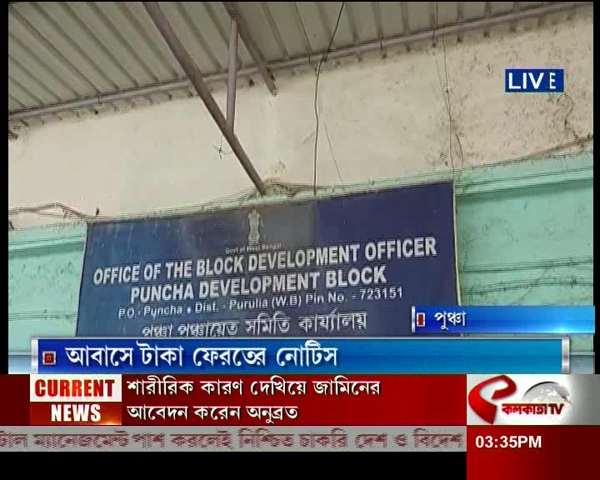 LIVE
Govt of West Bengal
OFFICE OF THE BLOCK DEVELOPMENT OFFICER
PUNCHA DEVELOPMENT BLOCK
P.O.- Puncha • Dist. - Purulia (W.B) Pin No. - 723151
পুঞ্চা পঞ্চায়েত সমিতি কার্য্যালয়
পুঞ্চা
আবাসে টাকা ফেরতের নোটিস
CURRENT NEWS
শারীরিক কারণ দেখিয়ে জামিনের
আবেদন করেন অনুব্রত
কলকাতা TV
ম্যানেজমেন্ট পাশ করলেই নিশ্চিত চাকরি দেশ ও বিদেশ
03:35PM